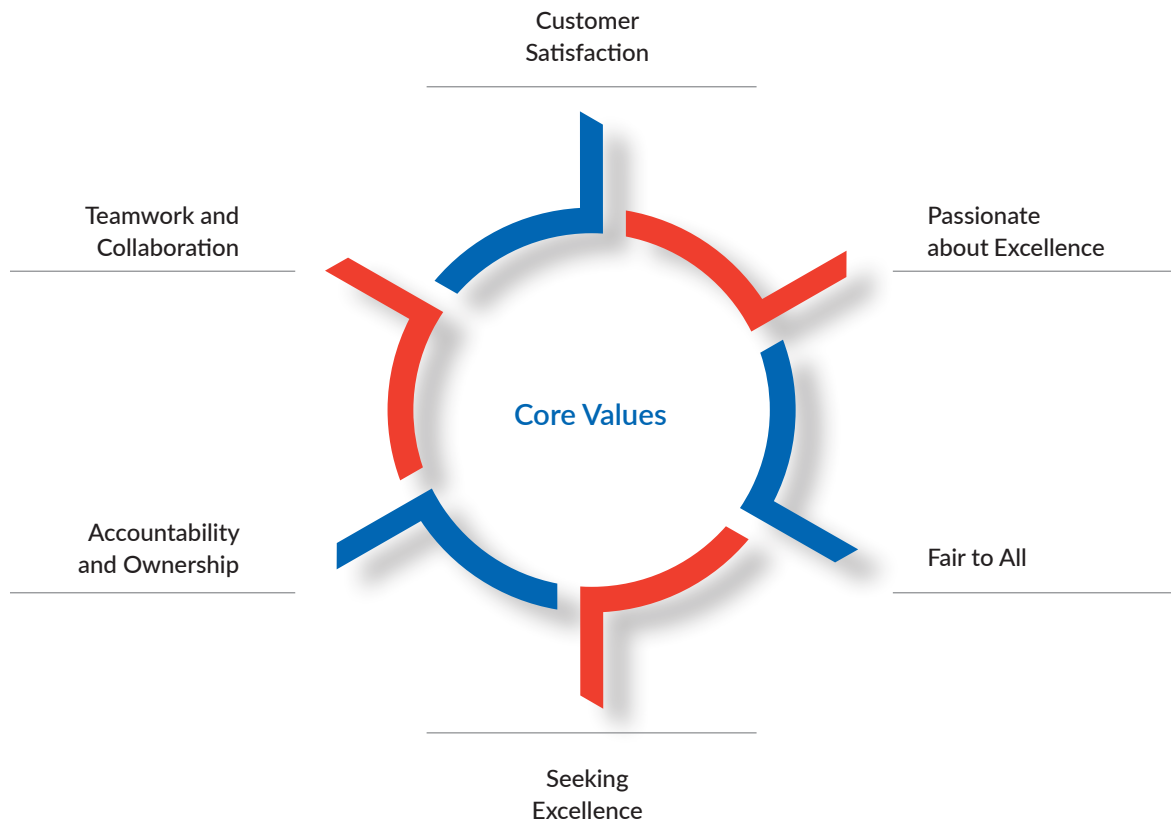 Customer
Satisfaction
Teamwork and
Collaboration
Passionate
about Excellence
Core Values
Accountability
and Ownership
Fair to All
Seeking
Excellence